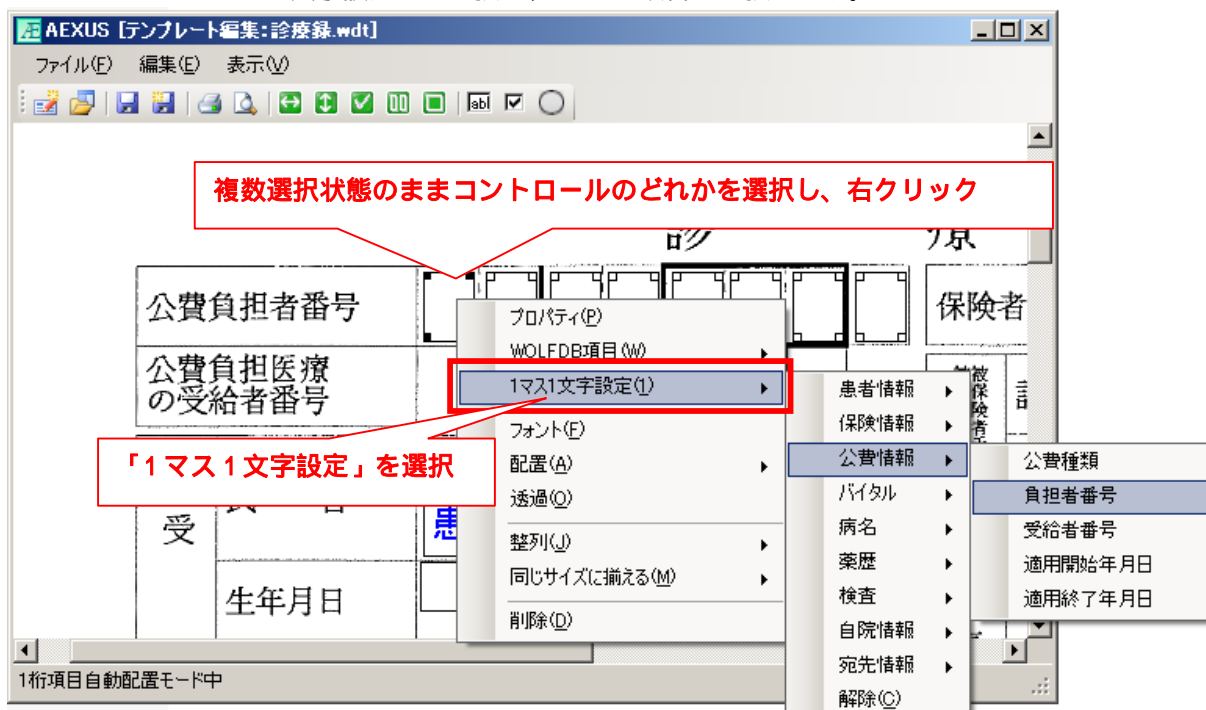 AEXUS [テンプレート編集:診療録.wdt]
ファイル(F) 編集(E) 表示(V)
abl
複数選択状態のままコントロールのどれかを選択し、右クリック
診 療
公費負担者番号
保険者
公費負担医療
の受給者番号
被保険者
「1マス1文字設定」を選択
受
患
生年月日
プロパティ(P)
WOLFDB項目(W)
1マス1文字設定(1)
フォント(F)
配置(A)
透過(O)
整列(J)
同じサイズに揃える(M)
削除(D)
患者情報
保険情報
公費情報
バイタル
病名
薬歴
検査
自院情報
宛先情報
解除(C)
公費種類
負担者番号
受給者番号
適用開始年月日
適用終了年月日
1桁項目自動配置モード中